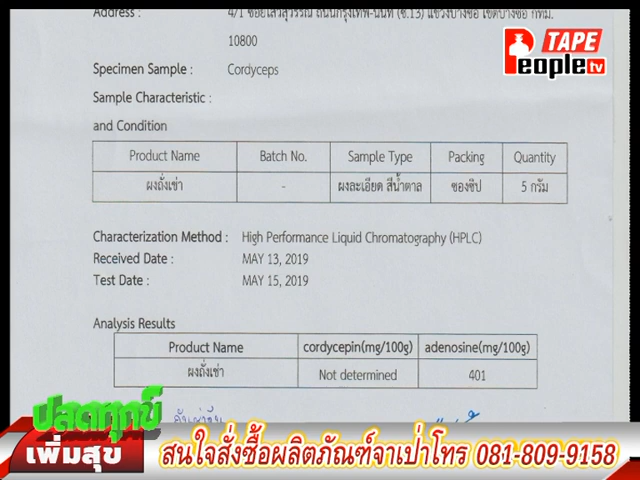 Address : 4/1 ซอยไสวสุวรรณ ถนนกรุงเทพ-นนท์ (ซ.13) แขวงบางซื่อ เขตบางซื่อ กทม.
10800
TAPE
People tv
Specimen Sample : Cordyceps
Sample Characteristic :
and Condition
Product Name Batch No. Sample Type Packing Quantity
ผงถั่งเช่า - ผงละเอียด สีน้ำตาล ซองซิป 5 กรัม
Characterization Method : High Performance Liquid Chromatography (HPLC)
Received Date : MAY 13, 2019
Test Date : MAY 15, 2019
Analysis Results
Product Name cordycepin(mg/100g) adenosine(mg/100g)
ผงถั่งเช่า Not determined 401
ปลดทุกข์
เพิ่มสุข
สนใจสั่งซื้อผลิตภัณฑ์จาเป่าโทร 081-809-9158